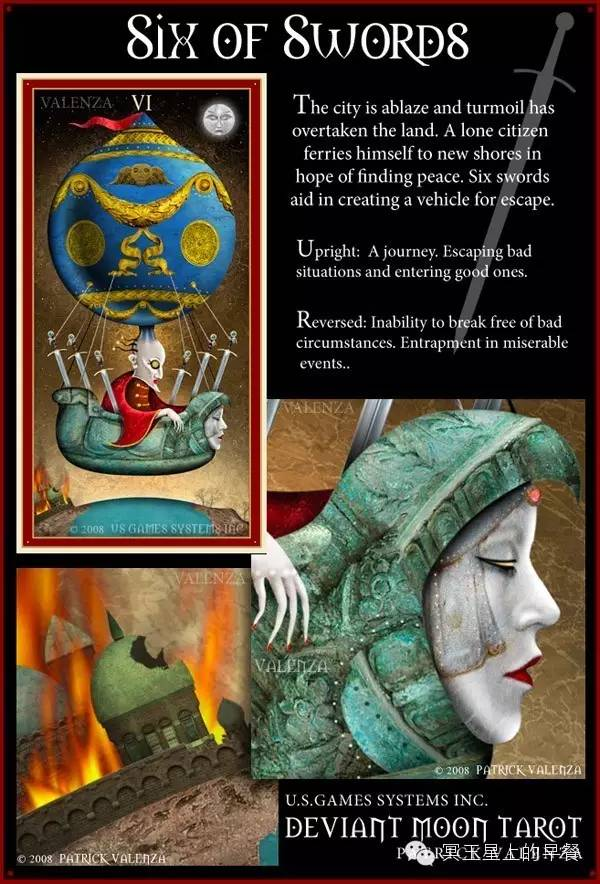 Six of Swords
VALENZA VI
The city is ablaze and turmoil has
overtaken the land. A lone citizen
ferries himself to new shores in
hope of finding peace. Six swords
aid in creating a vehicle for escape.
Upright: A journey. Escaping bad
situations and entering good ones.
Reversed: Inability to break free of bad
circumstances. Entrapment in miserable
events..
© 2008 US GAMES SYSTEMS INC
VALENZA
VALENZA
VALENZA
© 2008 PATRICK VALENZA
U.S.GAMES SYSTEMS INC.
DEVIANT MOON TAROT
冥王星上的早餐
© 2008 PATRICK VALENZA